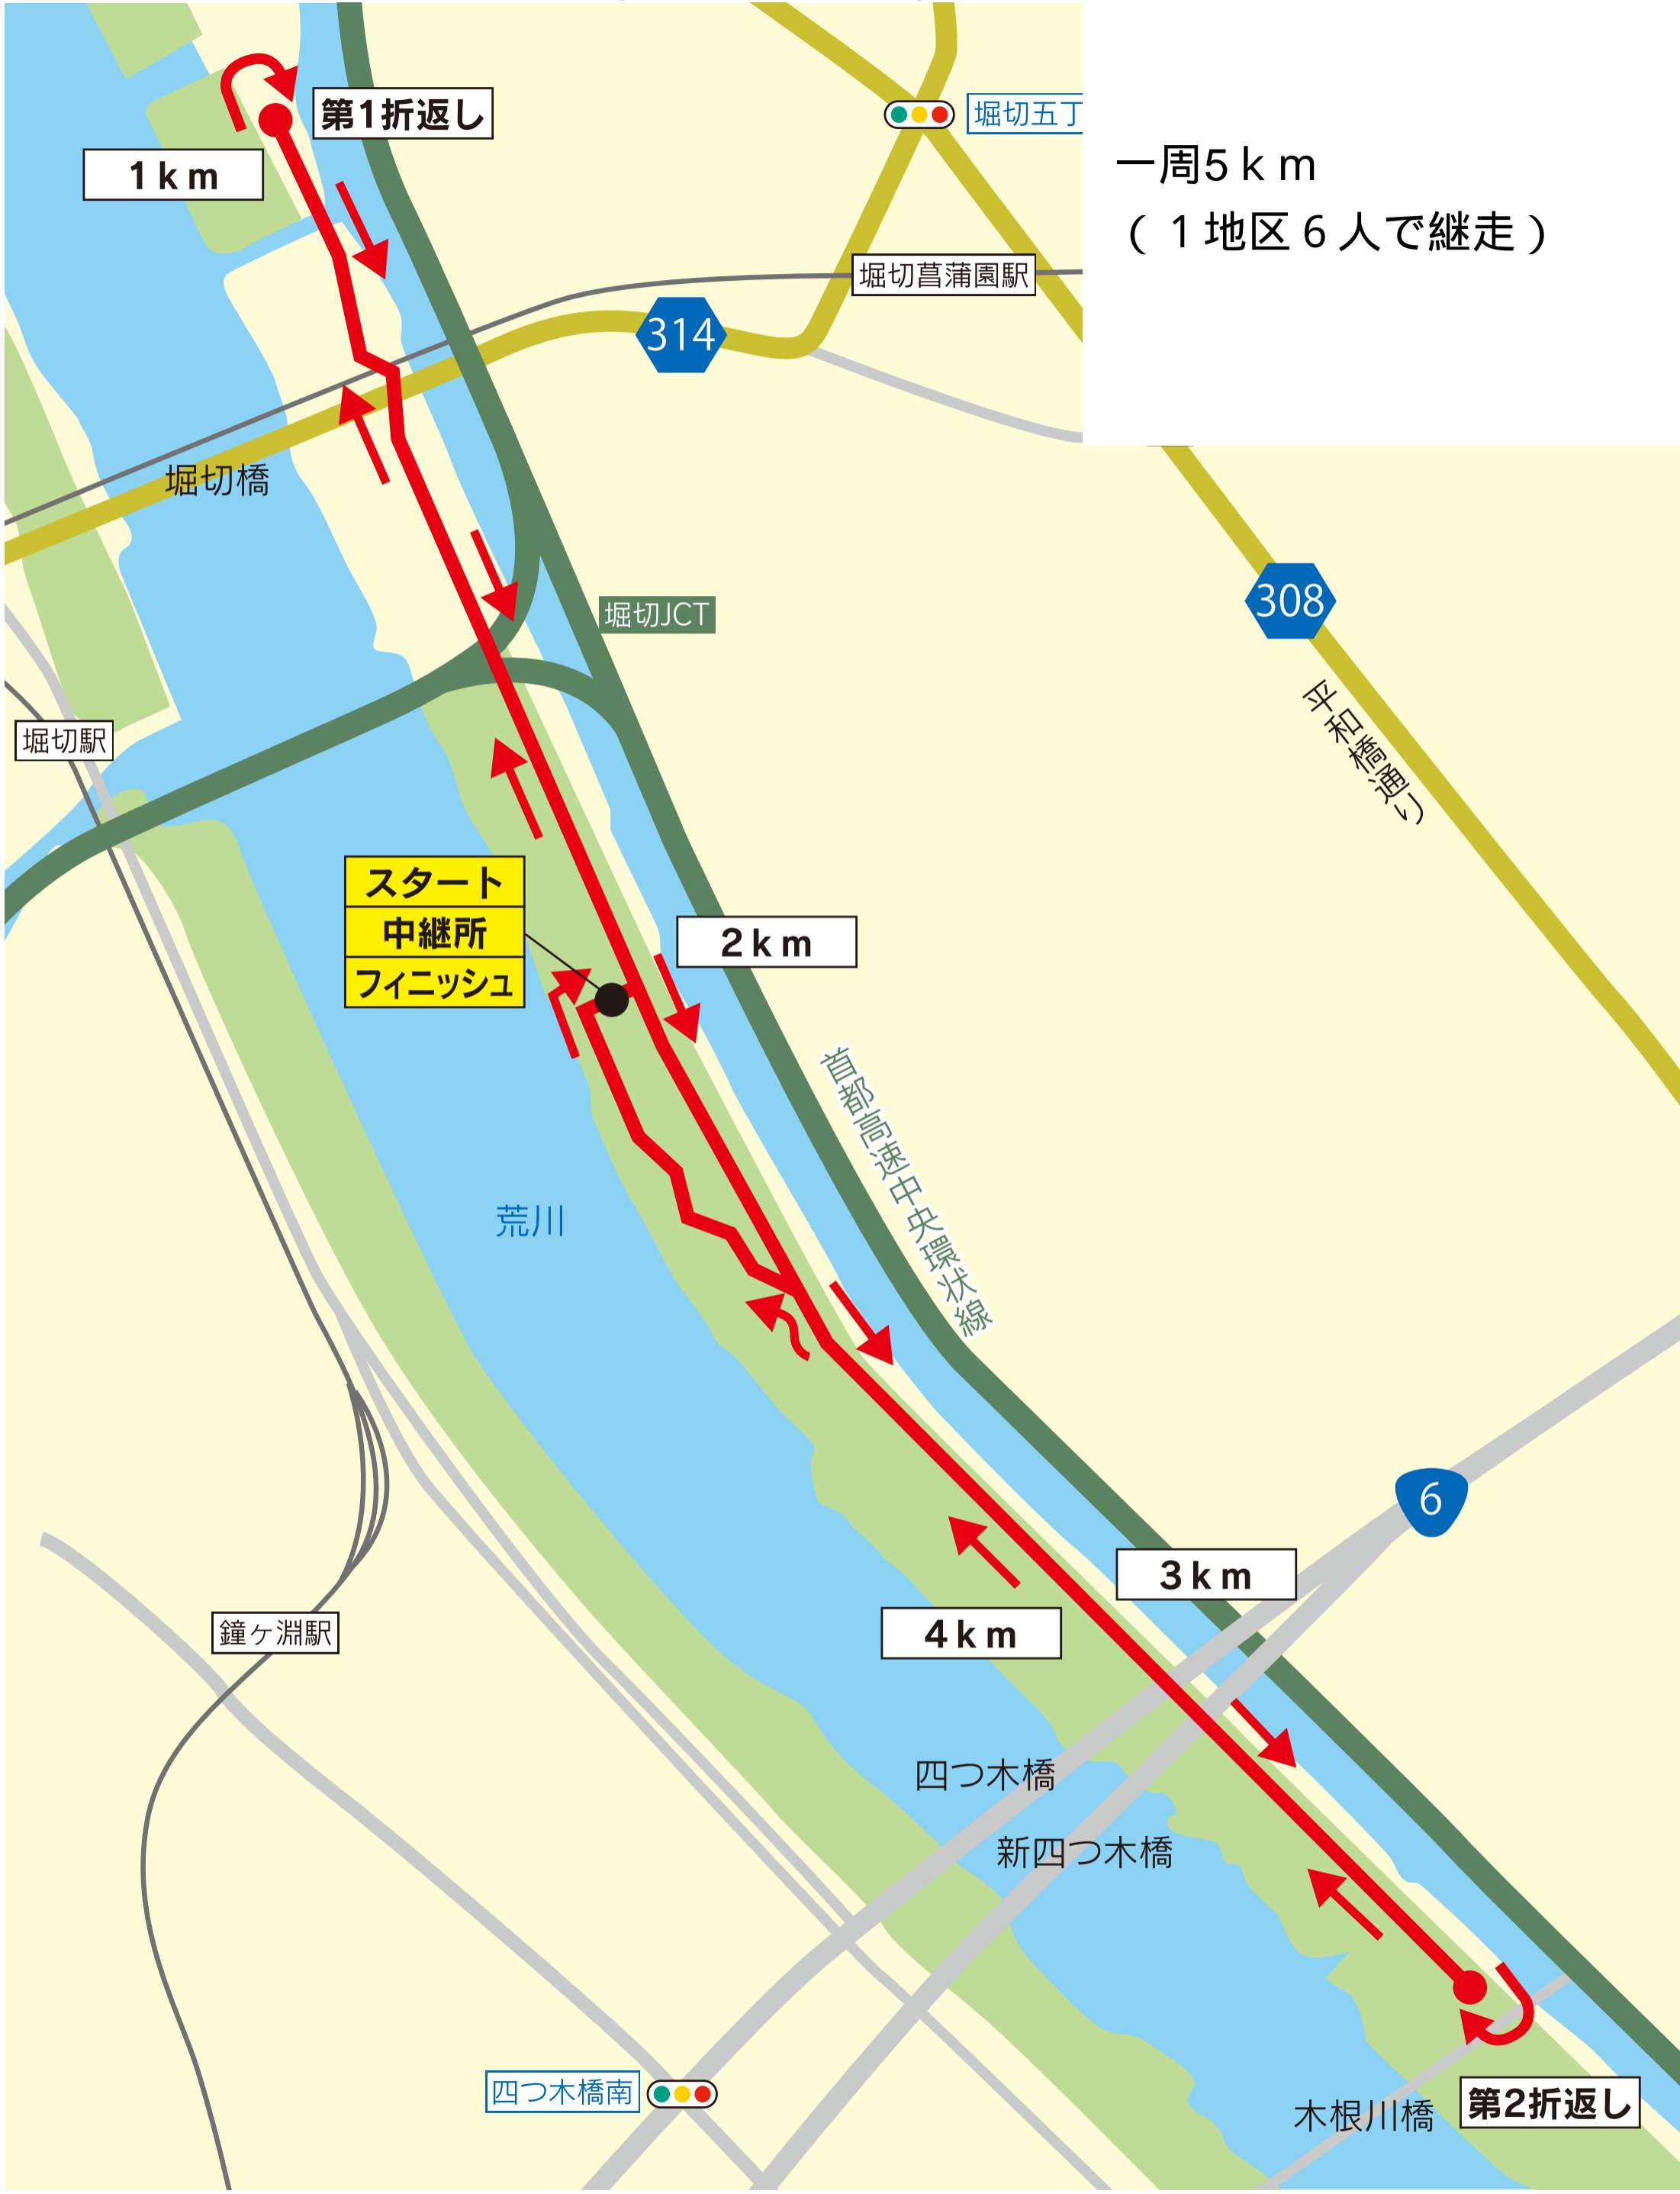 第1折返し
堀切五丁
1km
一周5km
（１地区６人で継走）
堀切菖蒲園駅
314
堀切橋
308
堀切JCT
平和橋通り
堀切駅
スタート
中継所
フィニッシュ
2km
首都高速中央環状線
荒川
6
3km
4km
鐘ヶ淵駅
四つ木橋
新四つ木橋
四つ木橋南
木根川橋
第2折返し